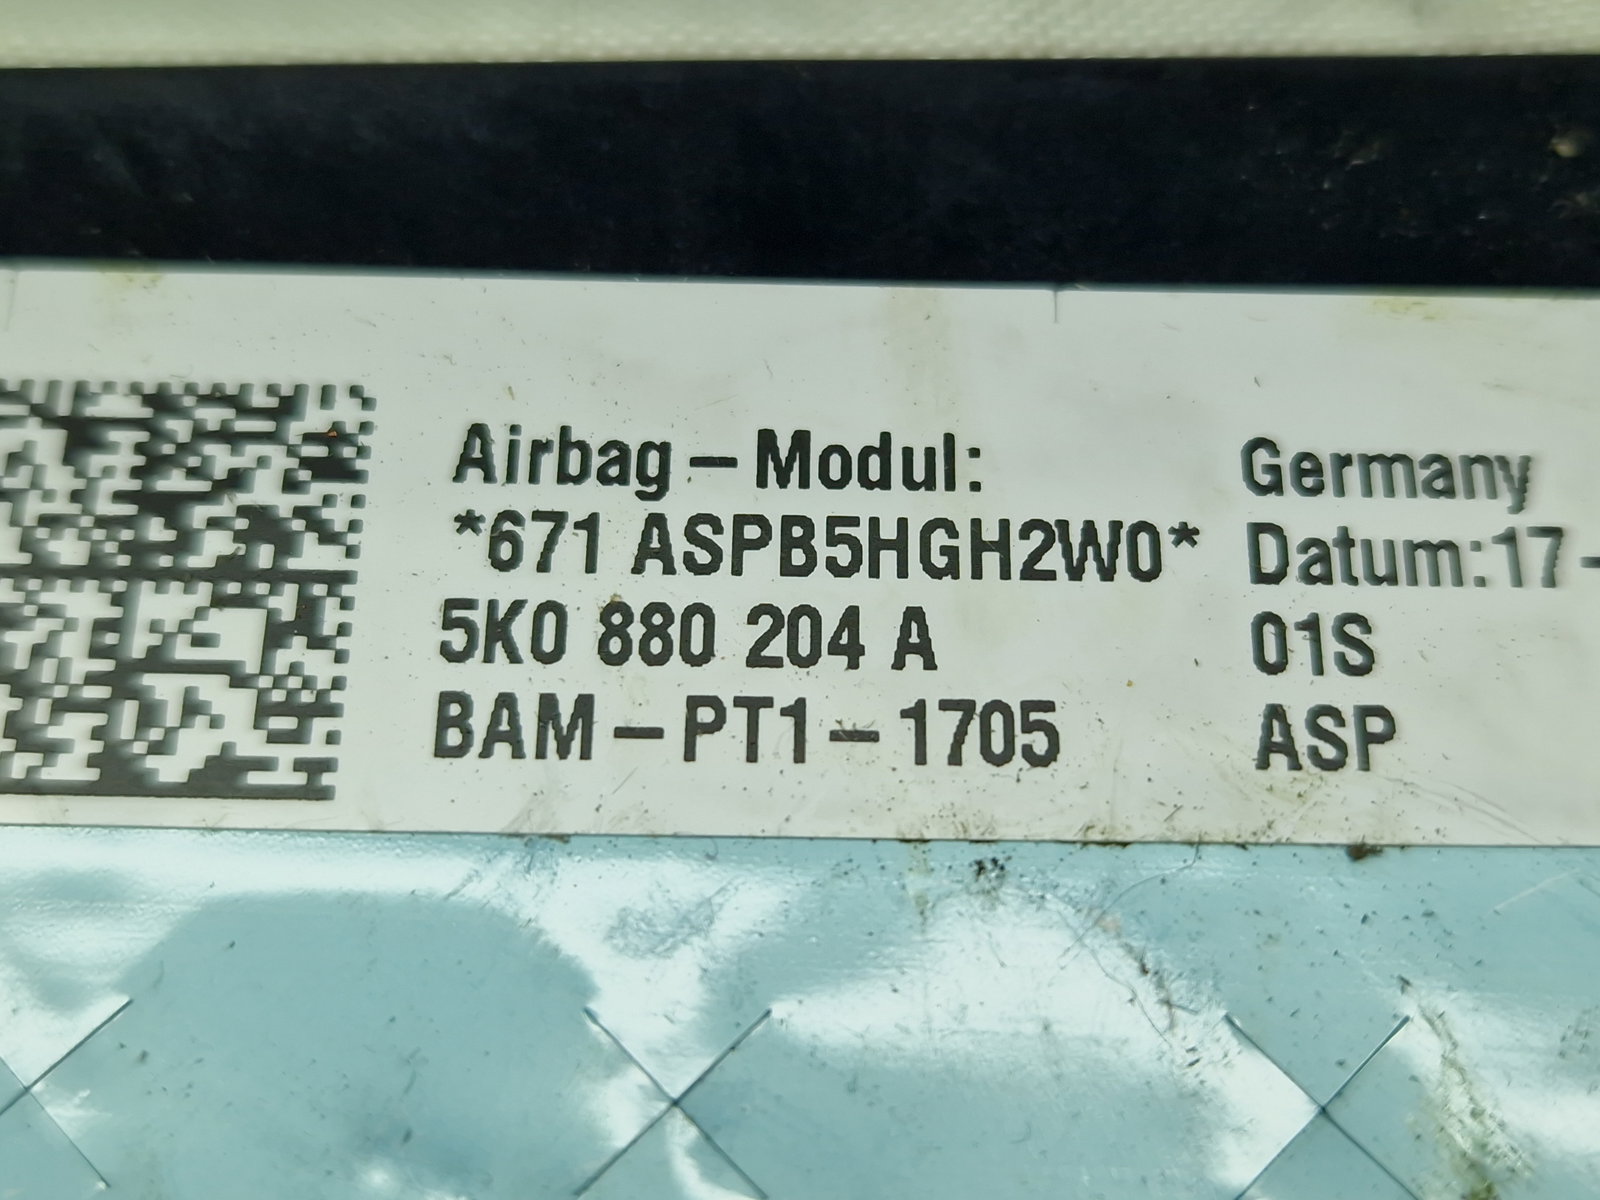 Airbag – Modul:
*671 ASPB5HGH2W0*
5K0 880 204 A
BAM – PT1 – 1705
Germany
Datum:17-
01S
ASP